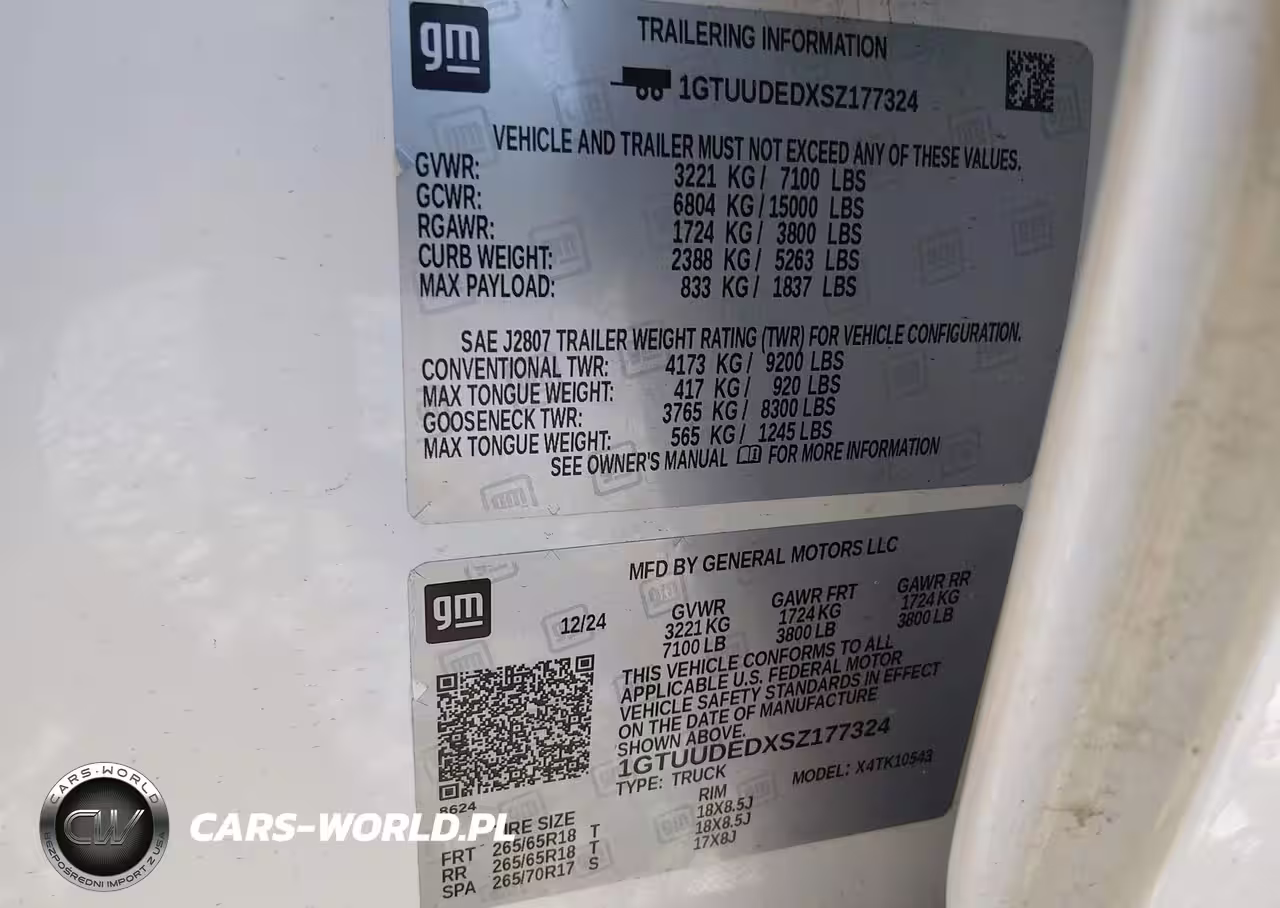 gm
TRAILERING INFORMATION
1GTUUDEDXSZ177324
VEHICLE AND TRAILER MUST NOT EXCEED ANY OF THESE VALUES.
GVWR: 3221 KG/ 7100 LBS
GCWR: 6804 KG/15000 LBS
RGAWR: 1724 KG/ 3800 LBS
CURB WEIGHT: 2388 KG/ 5263 LBS
MAX PAYLOAD: 833 KG/ 1837 LBS
SAE J2807 TRAILER WEIGHT RATING (TWR) FOR VEHICLE CONFIGURATION.
CONVENTIONAL TWR: 4173 KG/ 9200 LBS
MAX TONGUE WEIGHT: 417 KG/ 920 LBS
GOOSENECK TWR: 3765 KG/ 8300 LBS
MAX TONGUE WEIGHT: 565 KG/ 1245 LBS
SEE OWNER'S MANUAL FOR MORE INFORMATION
gm
MFD BY GENERAL MOTORS LLC
12/24
GVWR GAWR FRT GAWR RR
3221 KG 1724 KG 1724 KG
7100 LB 3800 LB 3800 LB
THIS VEHICLE CONFORMS TO ALL
APPLICABLE U.S. FEDERAL MOTOR
VEHICLE SAFETY STANDARDS IN EFFECT
ON THE DATE OF MANUFACTURE
SHOWN ABOVE.
1GTUUDEDXSZ177324
TYPE: TRUCK MODEL: X4TK10543
8624
RE SIZE RIM
FRT 265/65R18 T 18X8.5J
RR 265/65R18 T 18X8.5J
SPA 265/70R17 S 17X8J
CARS-WORLD
CW
BEZPOŚREDNI IMPORT Z USA
CARS-WORLD.PL